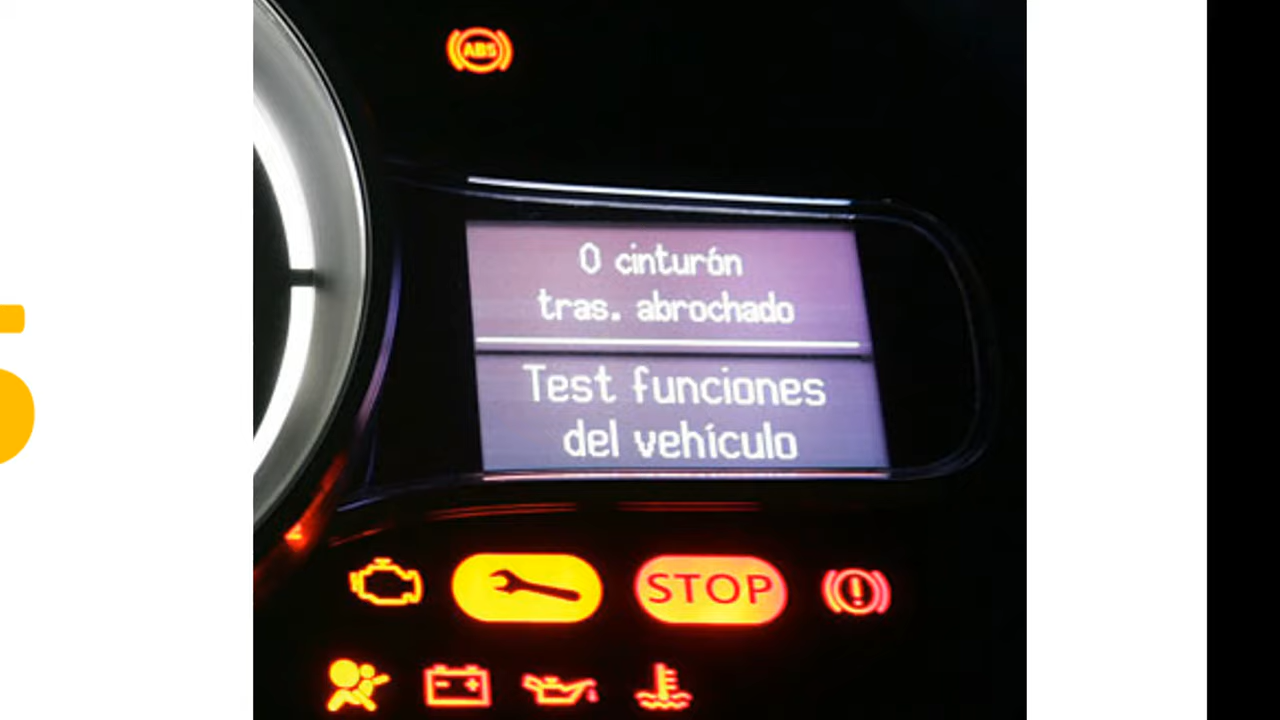 ABS
0 cinturón
tras. abrochado
Test funciones
del vehículo
STOP